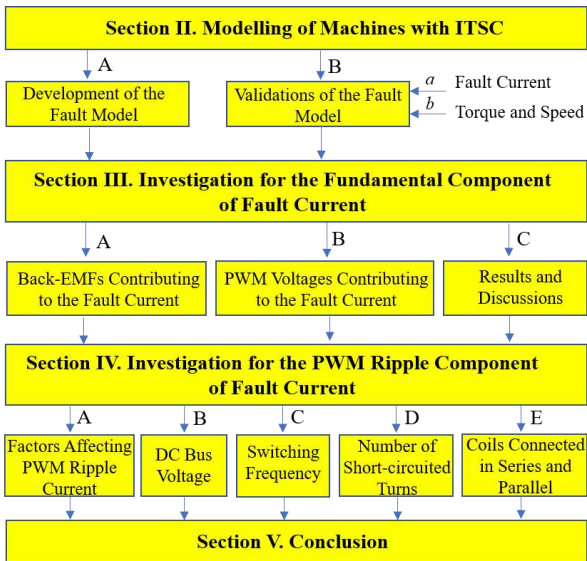 Section II. Modelling of Machines with ITSC
A
B
Development of the
Fault Model
Validations of the Fault
Model
a Fault Current
b Torque and Speed
Section III. Investigation for the Fundamental Component
of Fault Current
A
B
C
Back-EMFs Contributing
to the Fault Current
PWM Voltages Contributing
to the Fault Current
Results and
Discussions
Section IV. Investigation for the PWM Ripple Component
of Fault Current
A
B
C
D
E
Factors Affecting
PWM Ripple
Current
DC Bus
Voltage
Switching
Frequency
Number of
Short-circuited
Turns
Coils Connected
in Series and
Parallel
Section V. Conclusion